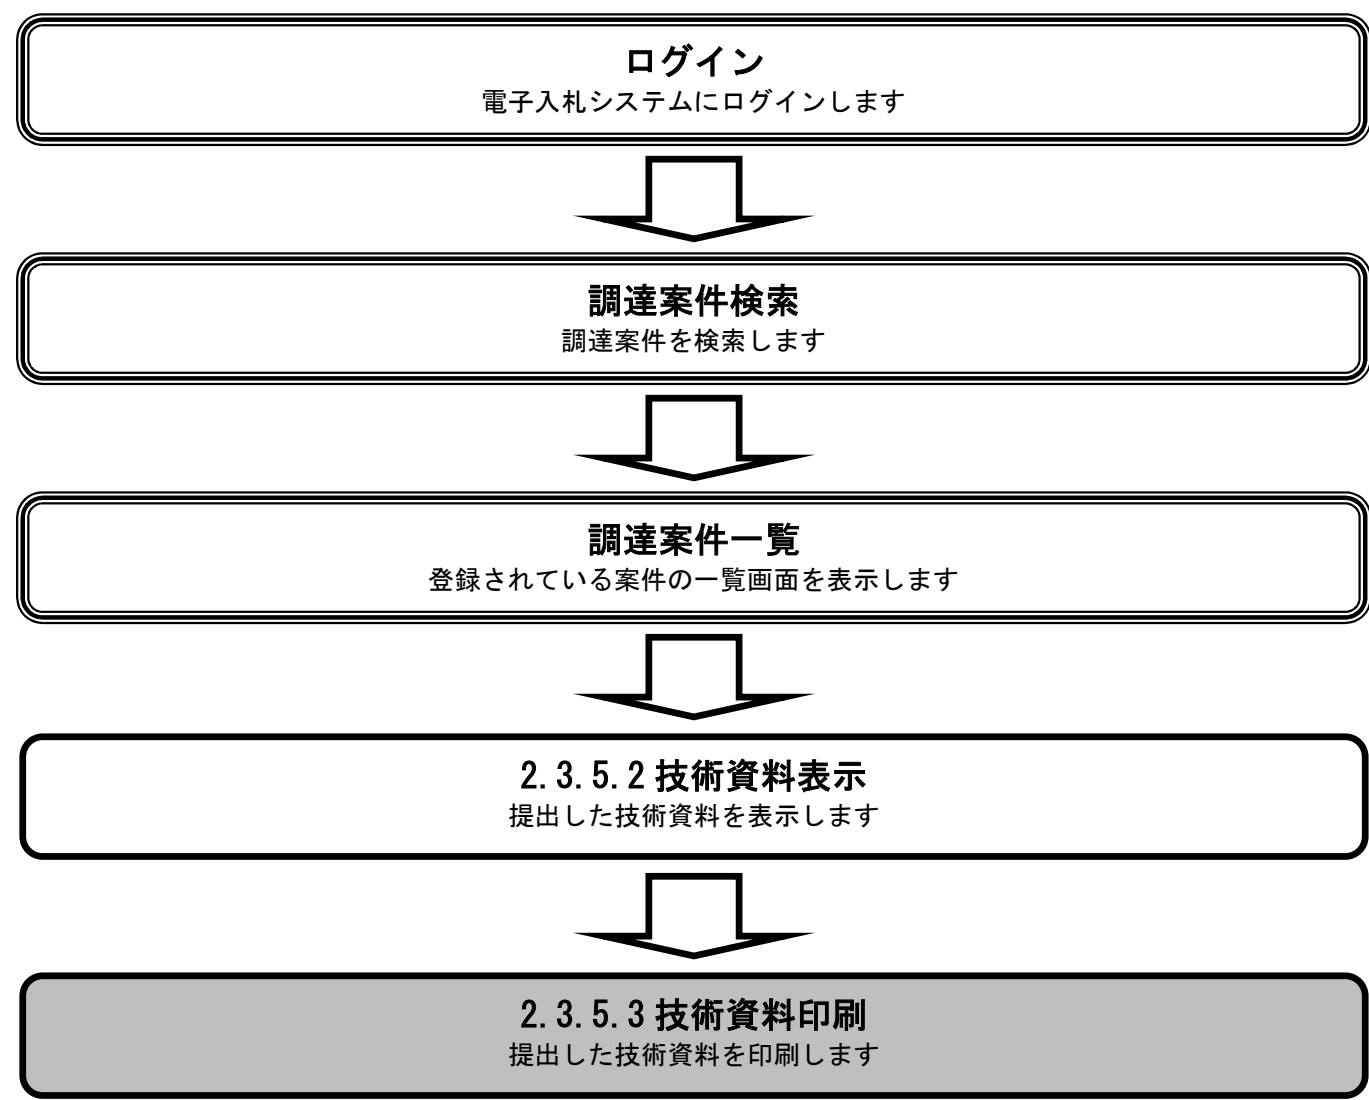 ログイン
電子入札システムにログインします
調達案件検索
調達案件を検索します
調達案件一覧
登録されている案件の一覧画面を表示します
2.3.5.2 技術資料表示
提出した技術資料を表示します
2.3.5.3 技術資料印刷
提出した技術資料を印刷します